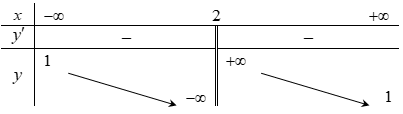 x −∞ 2 +∞
y′ − −
1 +∞
y
−∞ 1